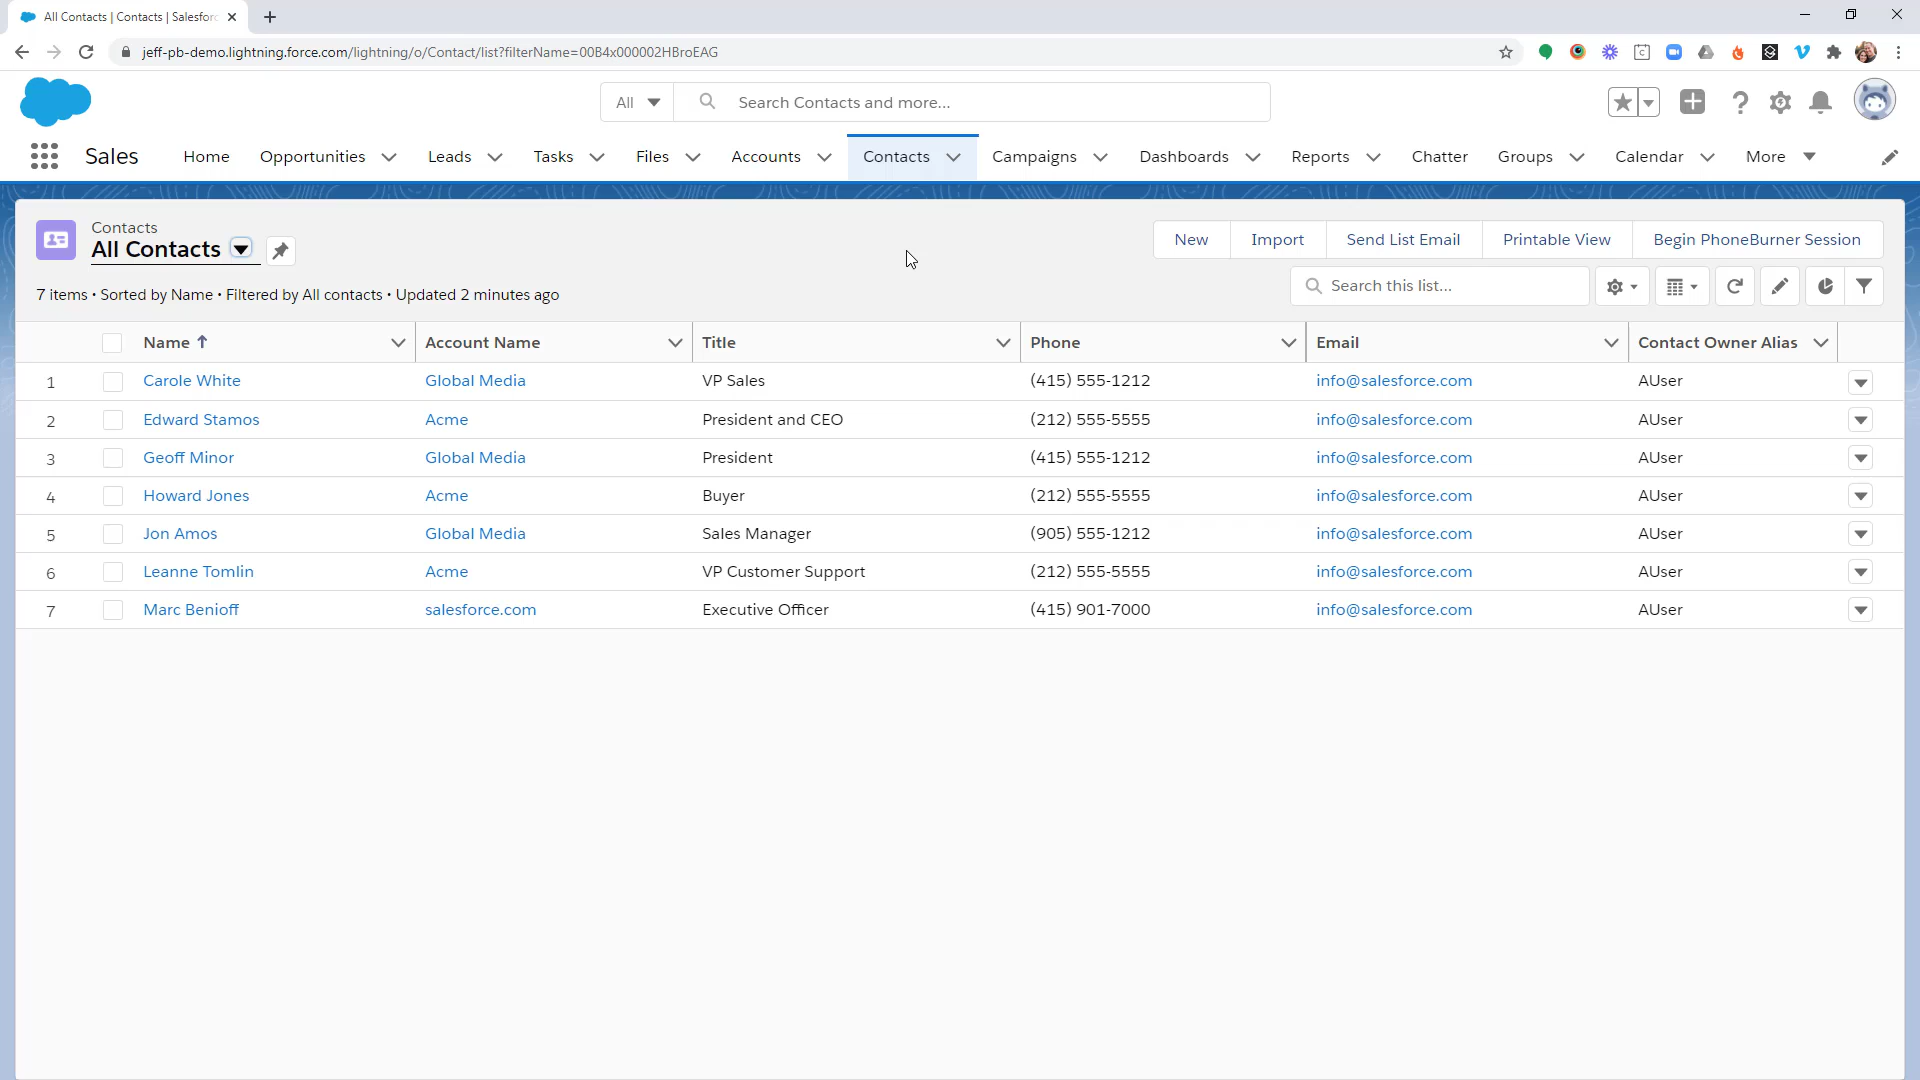 All Contacts | Contacts | Salesforc
jeff-pb-demo.lightning.force.com/lightning/o/Contact/list?filterName=00B4x000002HBroEAG
All Search Contacts and more...
Sales Home Opportunities Leads Tasks Files Accounts Contacts Campaigns Dashboards Reports Chatter Groups Calendar More
Contacts
All Contacts
New Import Send List Email Printable View Begin PhoneBurner Session
7 items • Sorted by Name • Filtered by All contacts • Updated 2 minutes ago
Search this list...
Name Account Name Title Phone Email Contact Owner Alias
1 Carole White Global Media VP Sales (415) 555-1212 info@salesforce.com AUser
2 Edward Stamos Acme President and CEO (212) 555-5555 info@salesforce.com AUser
3 Geoff Minor Global Media President (415) 555-1212 info@salesforce.com AUser
4 Howard Jones Acme Buyer (212) 555-5555 info@salesforce.com AUser
5 Jon Amos Global Media Sales Manager (905) 555-1212 info@salesforce.com AUser
6 Leanne Tomlin Acme VP Customer Support (212) 555-5555 info@salesforce.com AUser
7 Marc Benioff salesforce.com Executive Officer (415) 901-7000 info@salesforce.com AUser